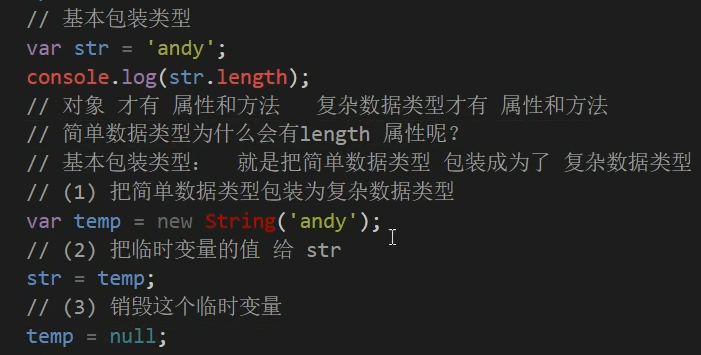 // 基本包装类型
var str = 'andy';
console.log(str.length);
// 对象 才有 属性和方法   复杂数据类型才有 属性和方法
// 简单数据类型为什么会有length 属性呢？
// 基本包装类型：  就是把简单数据类型 包装成为了 复杂数据类型
// (1) 把简单数据类型包装为复杂数据类型
var temp = new String('andy');
// (2) 把临时变量的值 给 str
str = temp;
// (3) 销毁这个临时变量
temp = null;